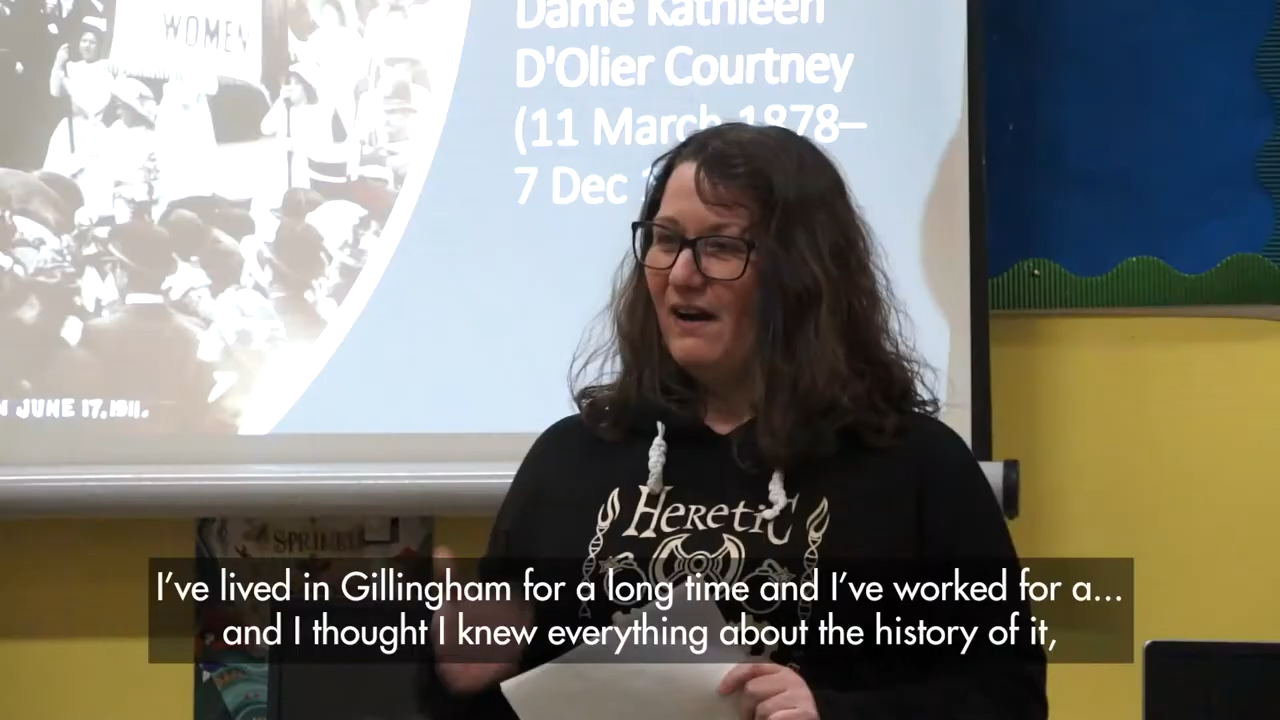 WOMEN
Dame Kathleen
D'Olier Courtney
(11 March 1878–
7 Dec
JUNE 17, 1911.
Heretic
I’ve lived in Gillingham for a long time and I’ve worked for a...
and I thought I knew everything about the history of it,